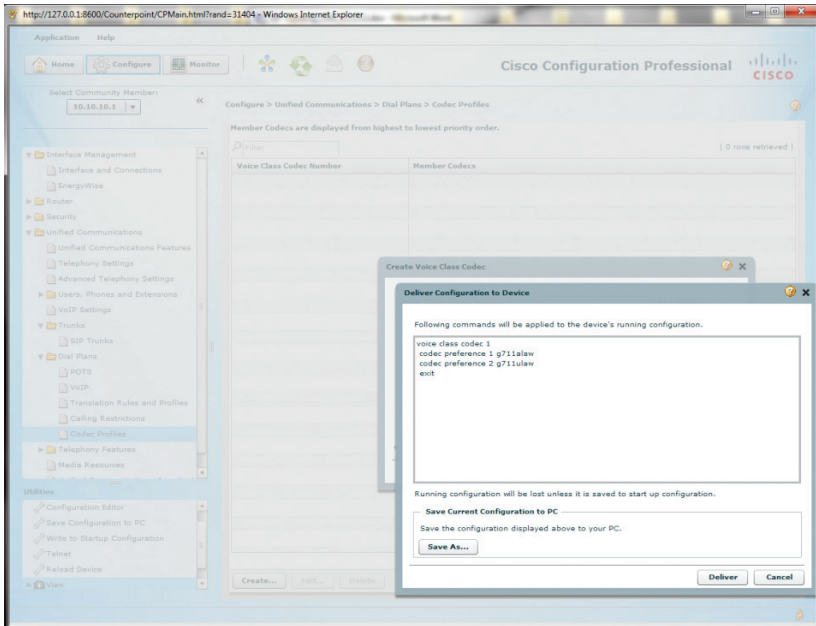 http://127.0.0.1:8600/Counterpoint/CPMain.html?rand=31404 - Windows Internet Explorer
Application Help
Home Configure Monitor
Cisco Configuration Professional
CISCO
Select Community Member:
10.10.10.1
Configure > Unified Communications > Dial Plans > Codec Profiles
Member Codecs are displayed from highest to lowest priority order.
Filter
[ 0 rows retrieved ]
Voice Class Codec Number Member Codecs
Interface Management
Interface and Connections
EnergyWise
Router
Security
Unified Communications
Unified Communications Features
Telephony Settings
Advanced Telephony Settings
Users, Phones and Extensions
VoIP Settings
Trunks
SIP Trunks
Dial Plans
POTS
VoIP
Translation Rules and Profiles
Calling Restrictions
Codec Profiles
Telephony Features
Media Resources
Utilities
Configuration Editor
Save Configuration to PC
Write to Startup Configuration
Telnet
Reload Device
View
Create... Edit... Delete
Create Voice Class Codec
Deliver Configuration to Device
Following commands will be applied to the device's running configuration.
voice class codec 1
codec preference 1 g711alaw
codec preference 2 g711ulaw
exit
Running configuration will be lost unless it is saved to start up configuration.
Save Current Configuration to PC
Save the configuration displayed above to your PC.
Save As...
Deliver Cancel